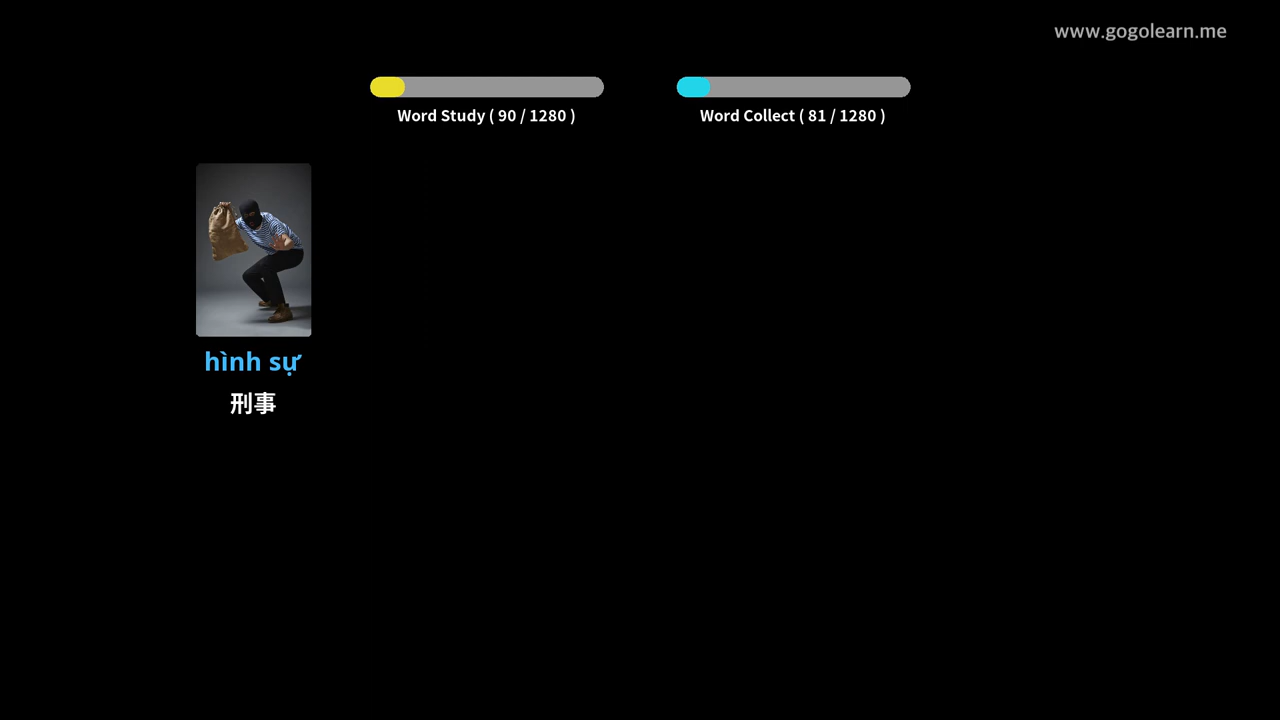 www.gogolearn.me
Word Study ( 90 / 1280 )
Word Collect ( 81 / 1280 )
hình sự
刑事